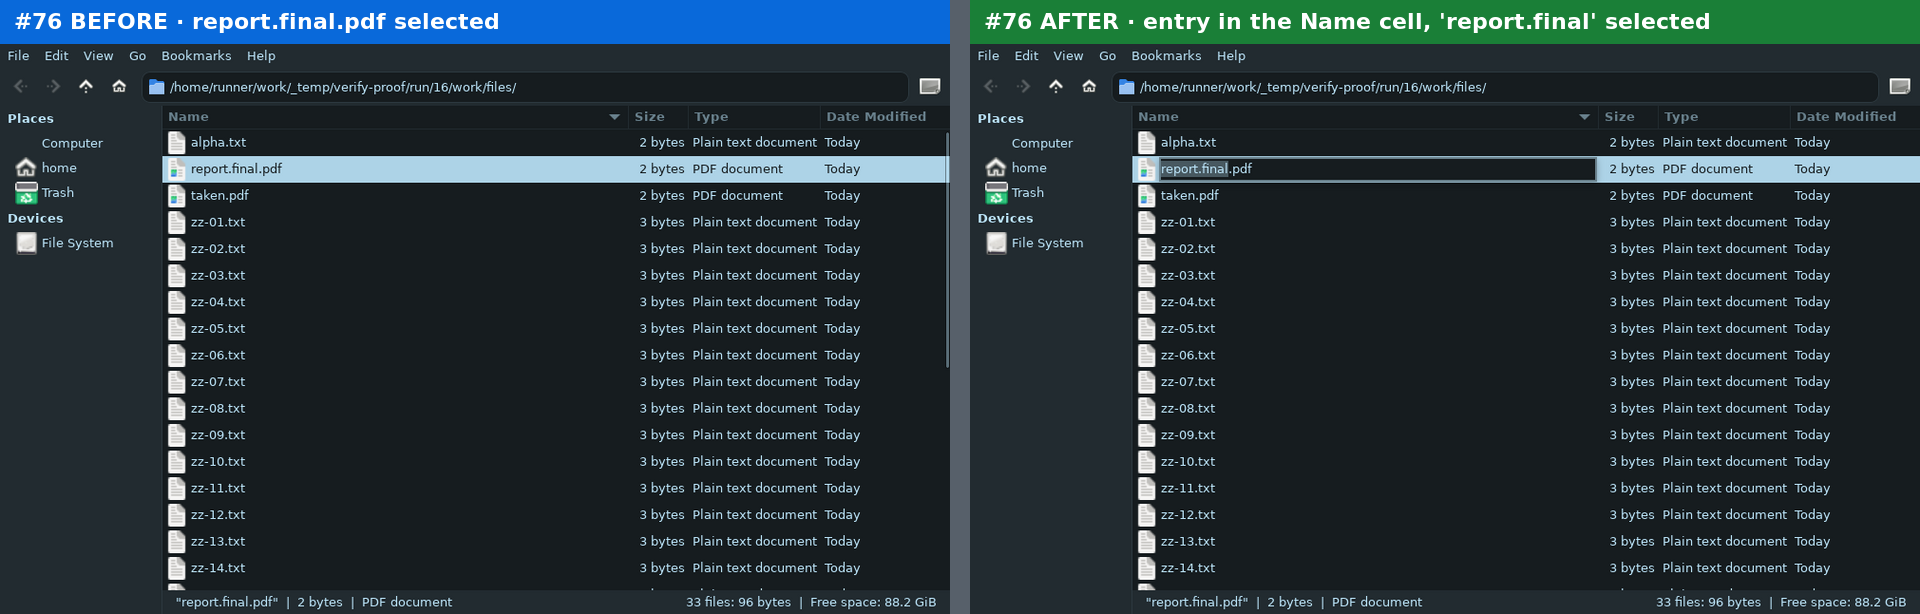 #76 BEFORE · report.final.pdf selected
File Edit View Go Bookmarks Help
/home/runner/work/_temp/verify-proof/run/16/work/files/
Places
Computer
home
Trash
Devices
File System
Name Size Type Date Modified
alpha.txt 2 bytes Plain text document Today
report.final.pdf 2 bytes PDF document Today
taken.pdf 2 bytes PDF document Today
zz-01.txt 3 bytes Plain text document Today
zz-02.txt 3 bytes Plain text document Today
zz-03.txt 3 bytes Plain text document Today
zz-04.txt 3 bytes Plain text document Today
zz-05.txt 3 bytes Plain text document Today
zz-06.txt 3 bytes Plain text document Today
zz-07.txt 3 bytes Plain text document Today
zz-08.txt 3 bytes Plain text document Today
zz-09.txt 3 bytes Plain text document Today
zz-10.txt 3 bytes Plain text document Today
zz-11.txt 3 bytes Plain text document Today
zz-12.txt 3 bytes Plain text document Today
zz-13.txt 3 bytes Plain text document Today
zz-14.txt 3 bytes Plain text document Today
"report.final.pdf" | 2 bytes | PDF document 33 files: 96 bytes | Free space: 88.2 GiB
#76 AFTER · entry in the Name cell, 'report.final' selected
File Edit View Go Bookmarks Help
/home/runner/work/_temp/verify-proof/run/16/work/files/
Places
Computer
home
Trash
Devices
File System
Name Size Type Date Modified
alpha.txt 2 bytes Plain text document Today
report.final.pdf 2 bytes PDF document Today
taken.pdf 2 bytes PDF document Today
zz-01.txt 3 bytes Plain text document Today
zz-02.txt 3 bytes Plain text document Today
zz-03.txt 3 bytes Plain text document Today
zz-04.txt 3 bytes Plain text document Today
zz-05.txt 3 bytes Plain text document Today
zz-06.txt 3 bytes Plain text document Today
zz-07.txt 3 bytes Plain text document Today
zz-08.txt 3 bytes Plain text document Today
zz-09.txt 3 bytes Plain text document Today
zz-10.txt 3 bytes Plain text document Today
zz-11.txt 3 bytes Plain text document Today
zz-12.txt 3 bytes Plain text document Today
zz-13.txt 3 bytes Plain text document Today
zz-14.txt 3 bytes Plain text document Today
"report.final.pdf" | 2 bytes | PDF document 33 files: 96 bytes | Free space: 88.2 GiB